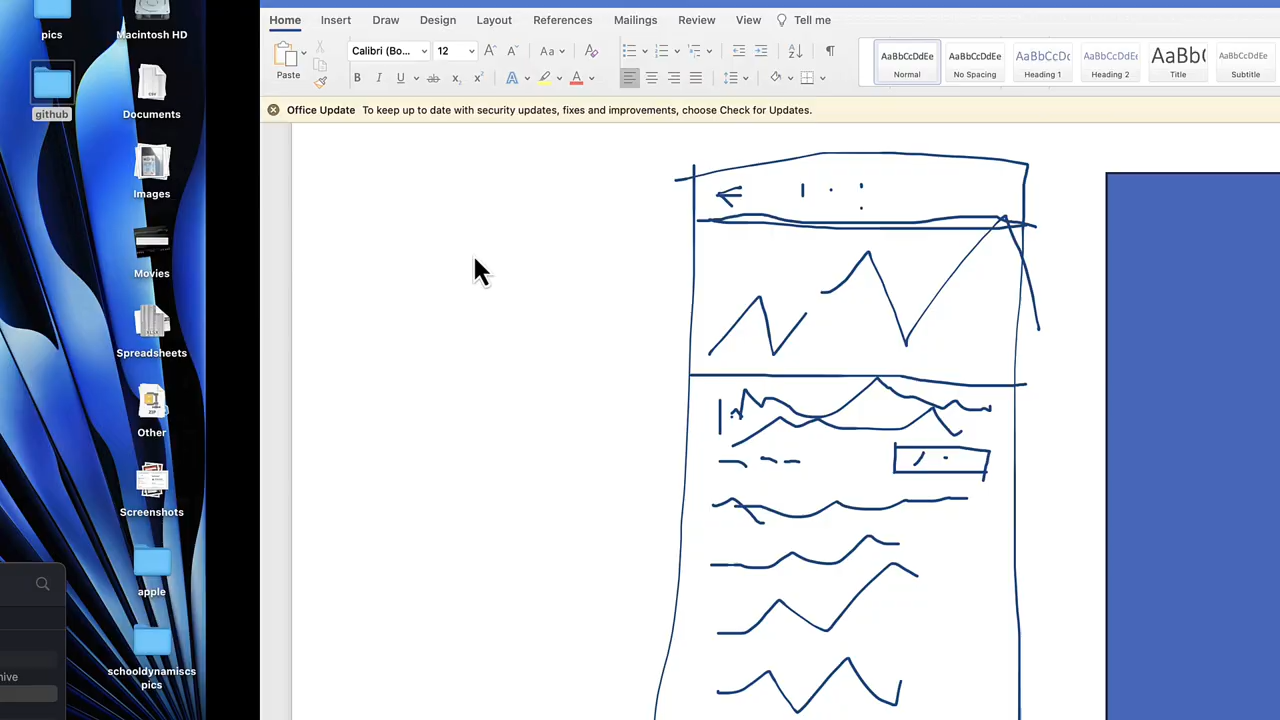 pics
Macintosh HD
github
Documents
Images
Movies
Spreadsheets
Other
Screenshots
apple
schooldynamiscs
pics
Home Insert Draw Design Layout References Mailings Review View Tell me
Paste
Calibri (Bo... 12
AaBbCcDdEe AaBbCcDdEe AaBbCcDc AaBbCcDdEe AaBb( AaBbCcDdEe
Normal No Spacing Heading 1 Heading 2 Title Subtitle
Office Update To keep up to date with security updates, fixes and improvements, choose Check for Updates.